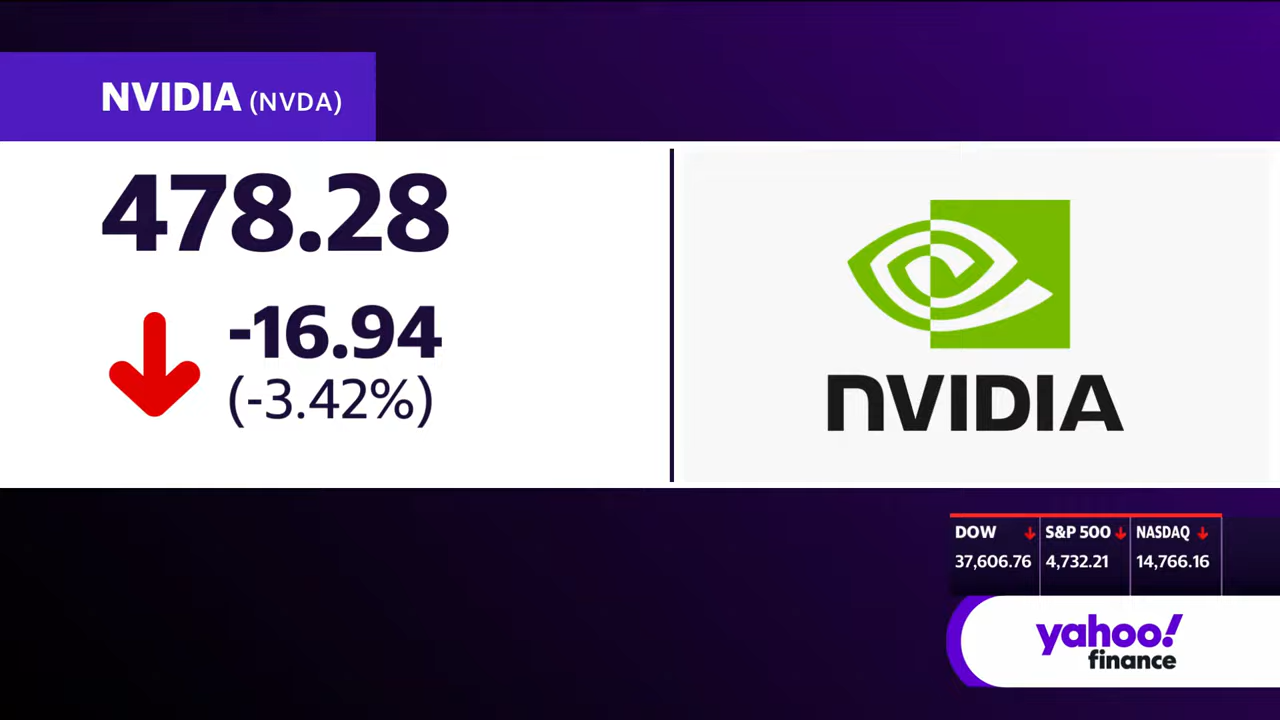 NVIDIA (NVDA)
478.28
-16.94
(-3.42%)
NVIDIA
DOW S&P 500 NASDAQ
37,606.76 4,732.21 14,766.16
yahoo!
finance